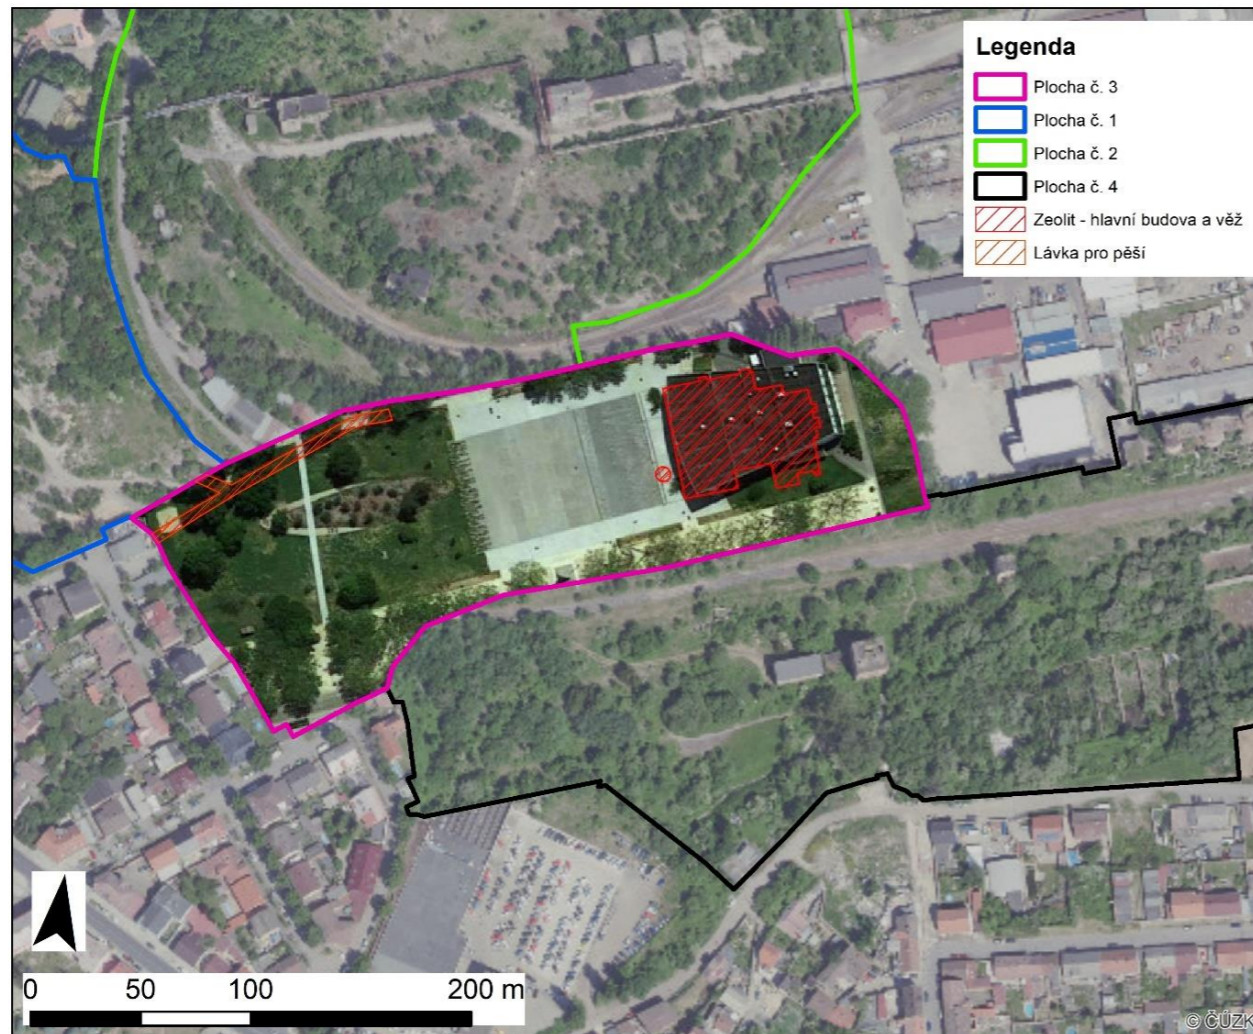 Legenda
Plocha č. 3
Plocha č. 1
Plocha č. 2
Plocha č. 4
Zeolit - hlavní budova a věž
Lávka pro pěší
0 50 100 200 m
© ČÚZK